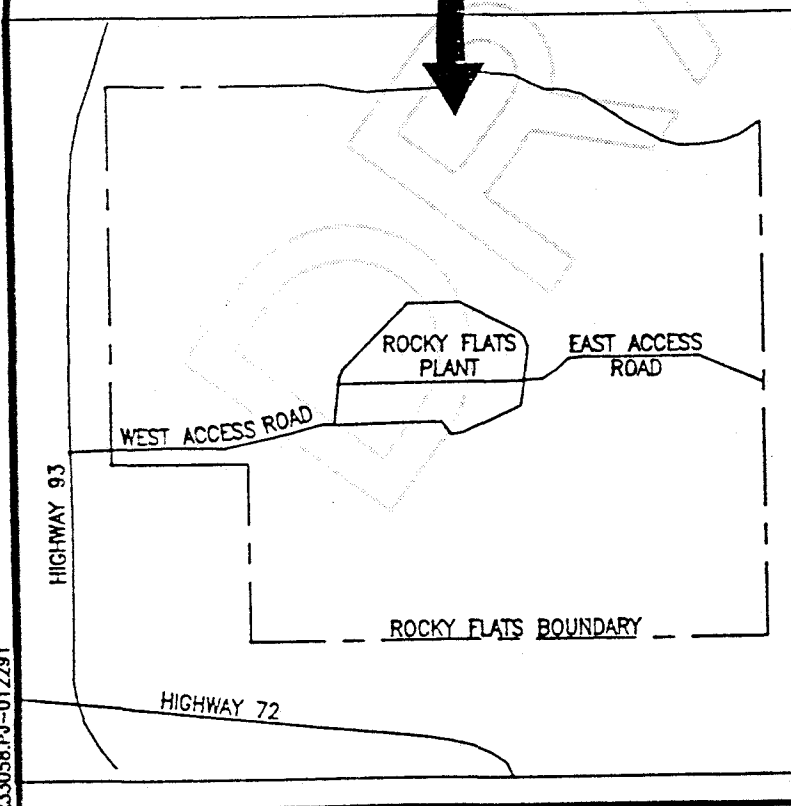 ROCKY FLATS
PLANT
EAST ACCESS
ROAD
WEST ACCESS ROAD
HIGHWAY 93
ROCKY FLATS BOUNDARY
HIGHWAY 72